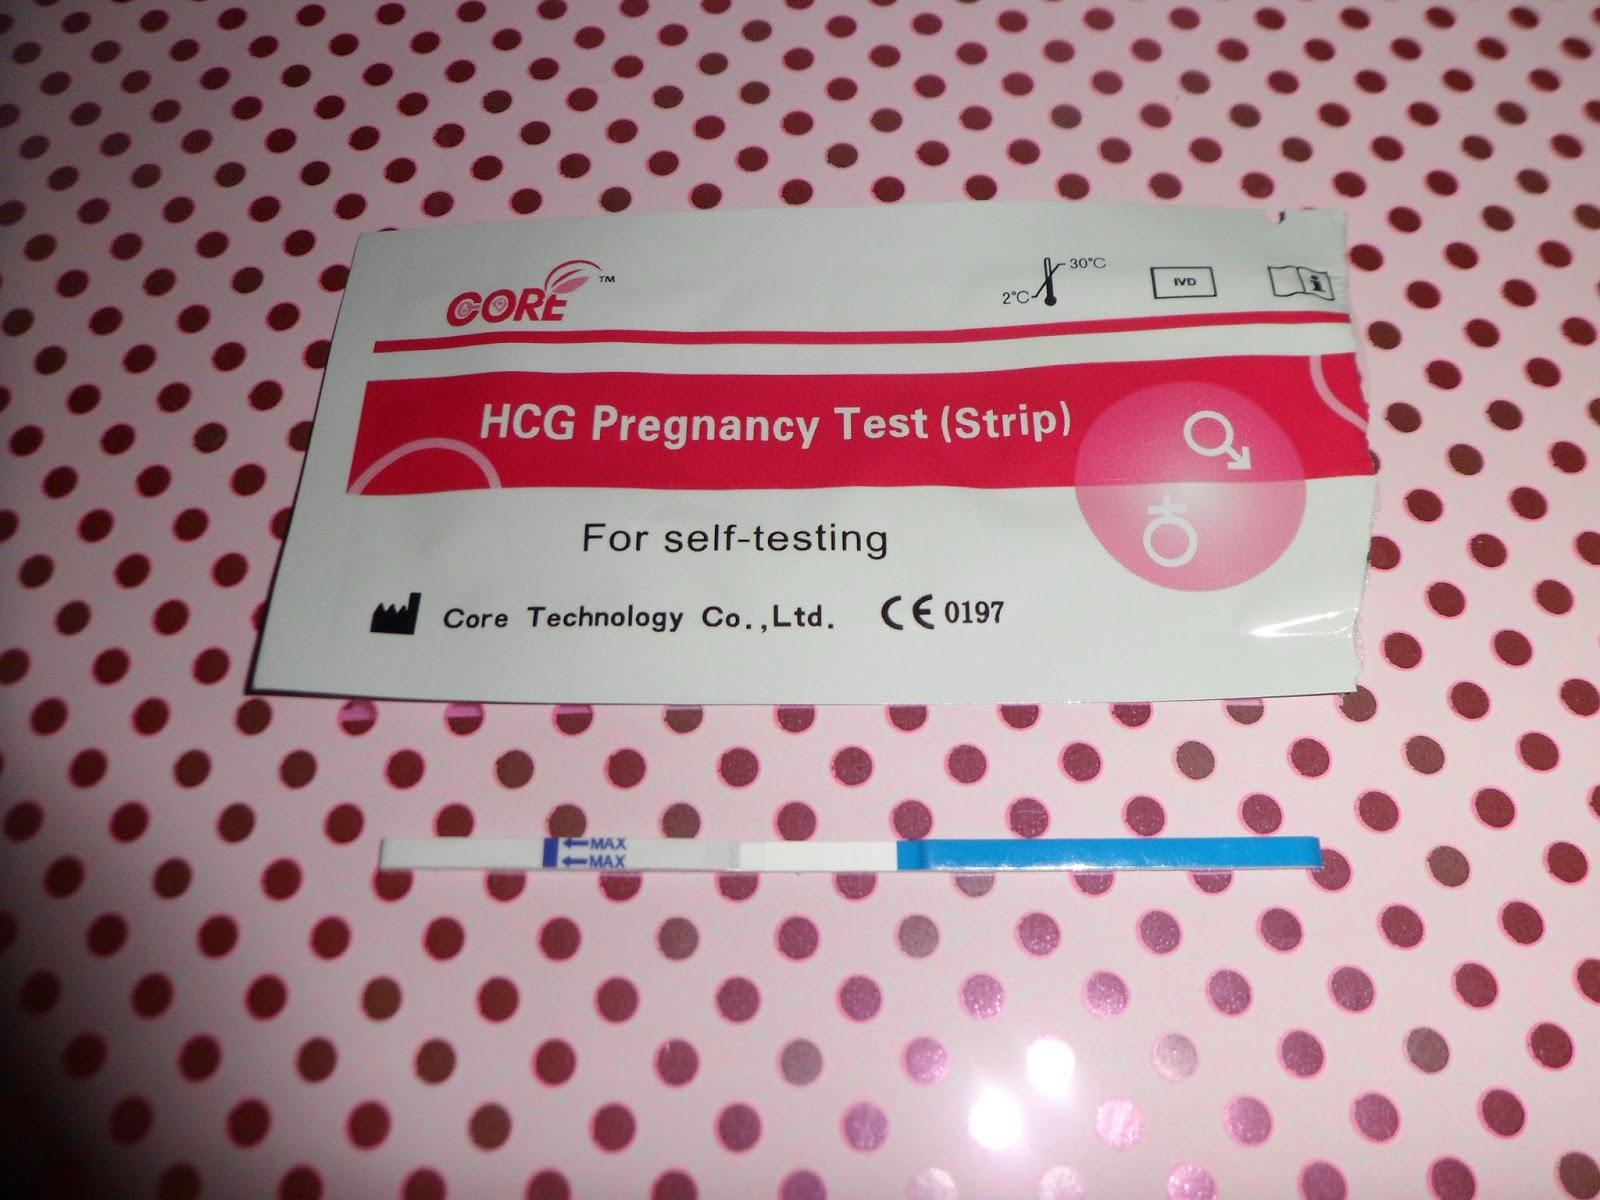 CORE™
30°C
2°C
IVD
HCG Pregnancy Test (Strip)
For self-testing
Core Technology Co.,Ltd. CE 0197
MAX
MAX